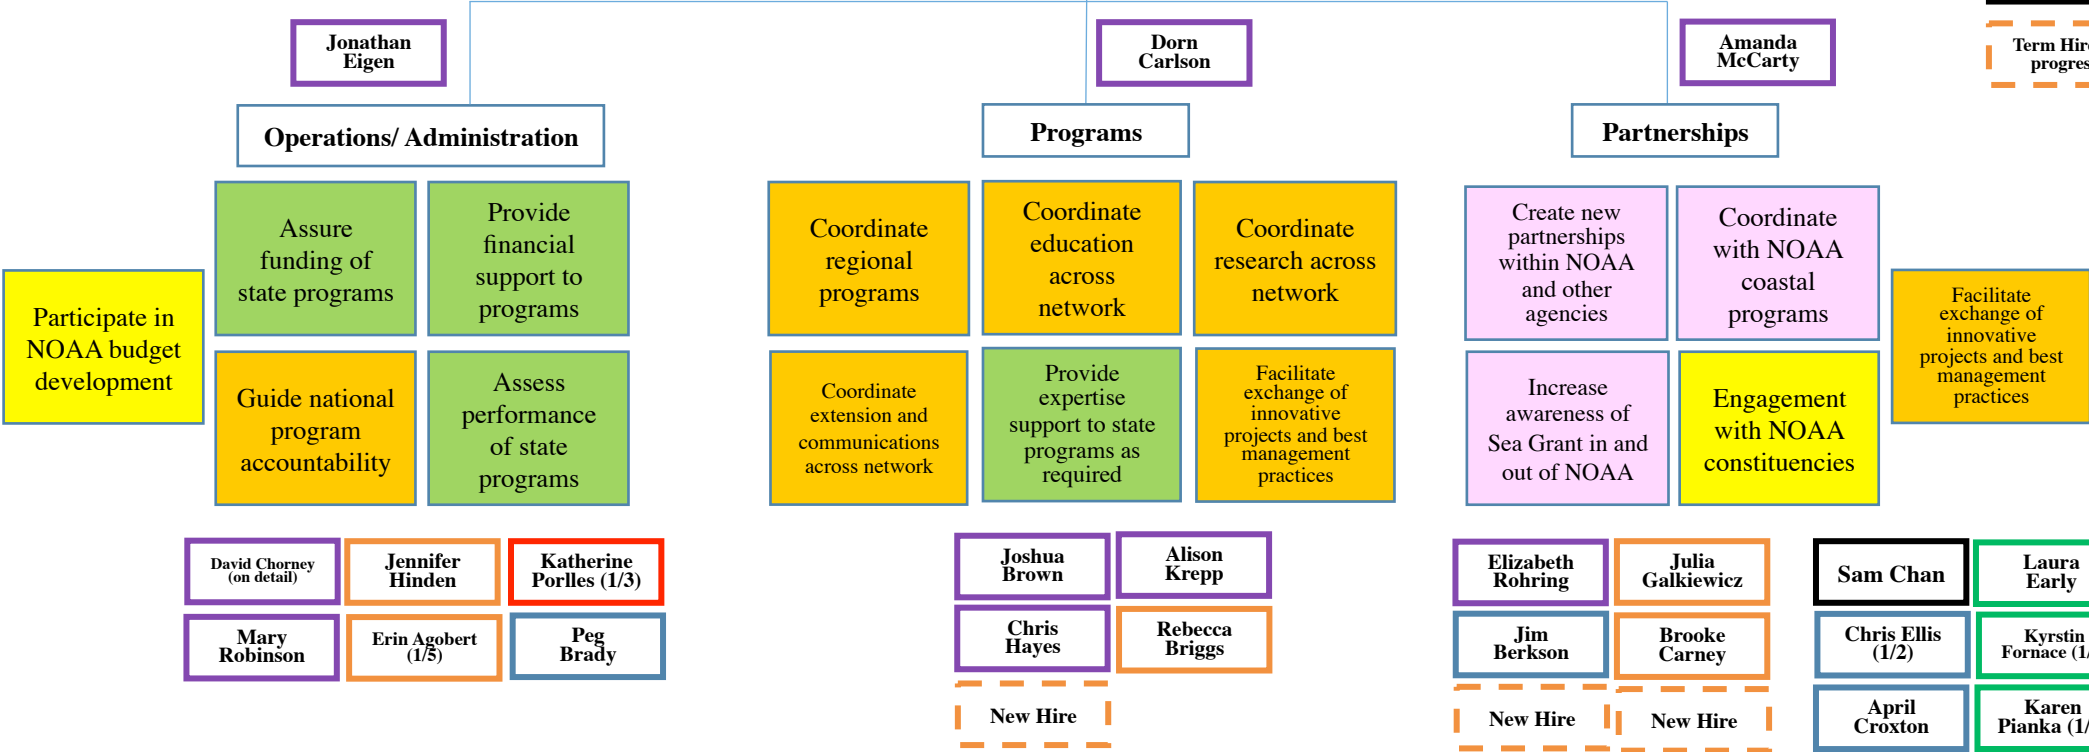 Jonathan
Eigen
Dorn
Carlson
Amanda
McCarty
Term
Operations/ Administration
Programs
Partnerships
Participate in
NOAA budget
development
Assure
funding of
state programs
Provide
financial
support to
programs
Guide national
program
accountability
Assess
performance
of state
programs
Coordinate
regional
programs
Coordinate
education
across
network
Coordinate
research across
network
Coordinate
extension and
communications
across network
Provide
expertise
support to state
programs as
required
Facilitate
exchange of
innovative
projects and best
management
practices
Create new
partnerships
within NOAA
and other
agencies
Coordinate
with NOAA
coastal
programs
Increase
awareness of
Sea Grant in and
out of NOAA
Engagement
with NOAA
constituencies
Facilitate
exchange of
innovative
projects and best
management
practices
David Chorney
(on detail)
Jennifer
Hinden
Katherine
Porlles (1/3)
Mary
Robinson
Erin Agobert
(1/5)
Peg
Brady
Joshua
Brown
Alison
Krepp
Chris
Hayes
Rebecca
Briggs
New Hire
Elizabeth
Rohring
Julia
Galkiewicz
Jim
Berkson
Brooke
Carney
New Hire
New Hire
Sam Chan
Laura
Early
Chris Ellis
(1/2)
Kyrstin
Fornace
April
Croxton
Karen
Pianka